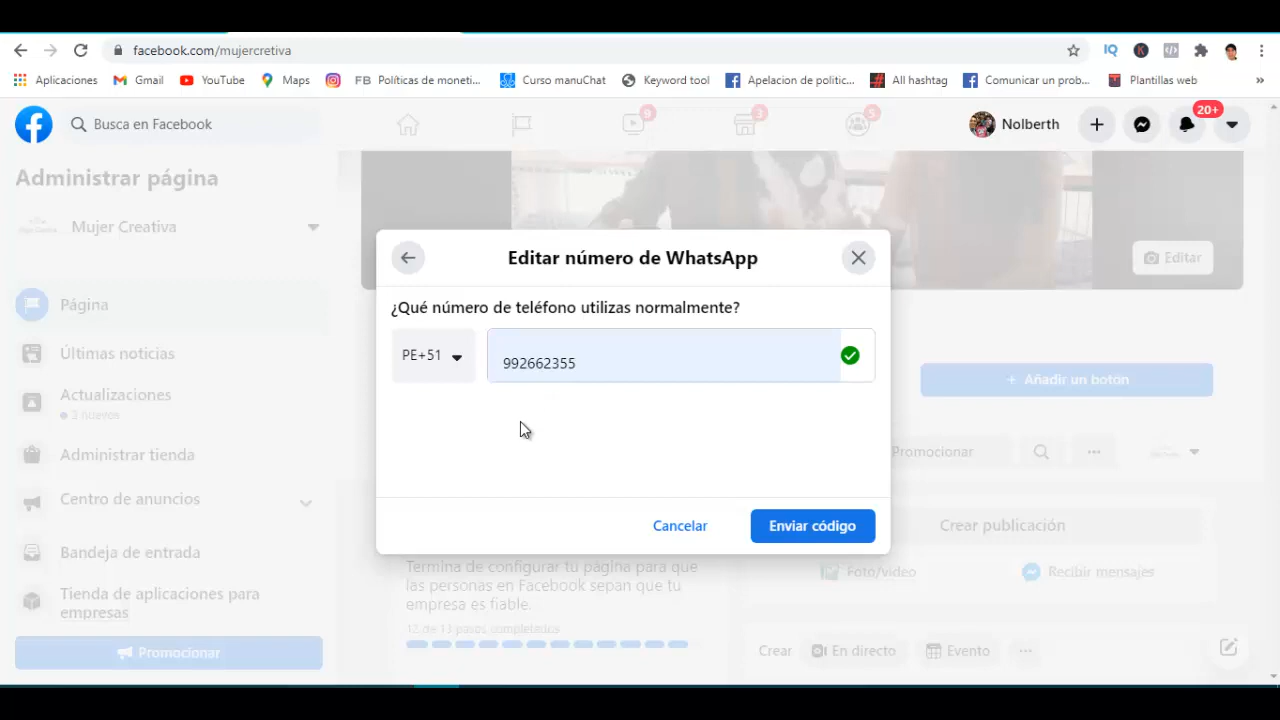 facebook.com/mujercretiva
IQ
Aplicaciones
Gmail
YouTube
Maps
FB Políticas de moneti...
Curso manuChat
Keyword tool
Apelacion de politic...
All hashtag
Comunicar un prob...
Plantillas web
»
Busca en Facebook
9
3
5
Nolberth
20+
Administrar página
Mujer Creativa
Página
Últimas noticias
Actualizaciones
3 nuevos
Administrar tienda
Centro de anuncios
Bandeja de entrada
Tienda de aplicaciones para
empresas
Promocionar
Editar
Editar número de WhatsApp
¿Qué número de teléfono utilizas normalmente?
PE+51
992662355
Cancelar
Enviar código
+ Añadir un botón
Promocionar
Crear publicación
Foto/video
Recibir mensajes
Termina de configurar tu página para que
las personas en Facebook sepan que tu
empresa es fiable.
12 de 13 pasos completados
Crear
En directo
Evento